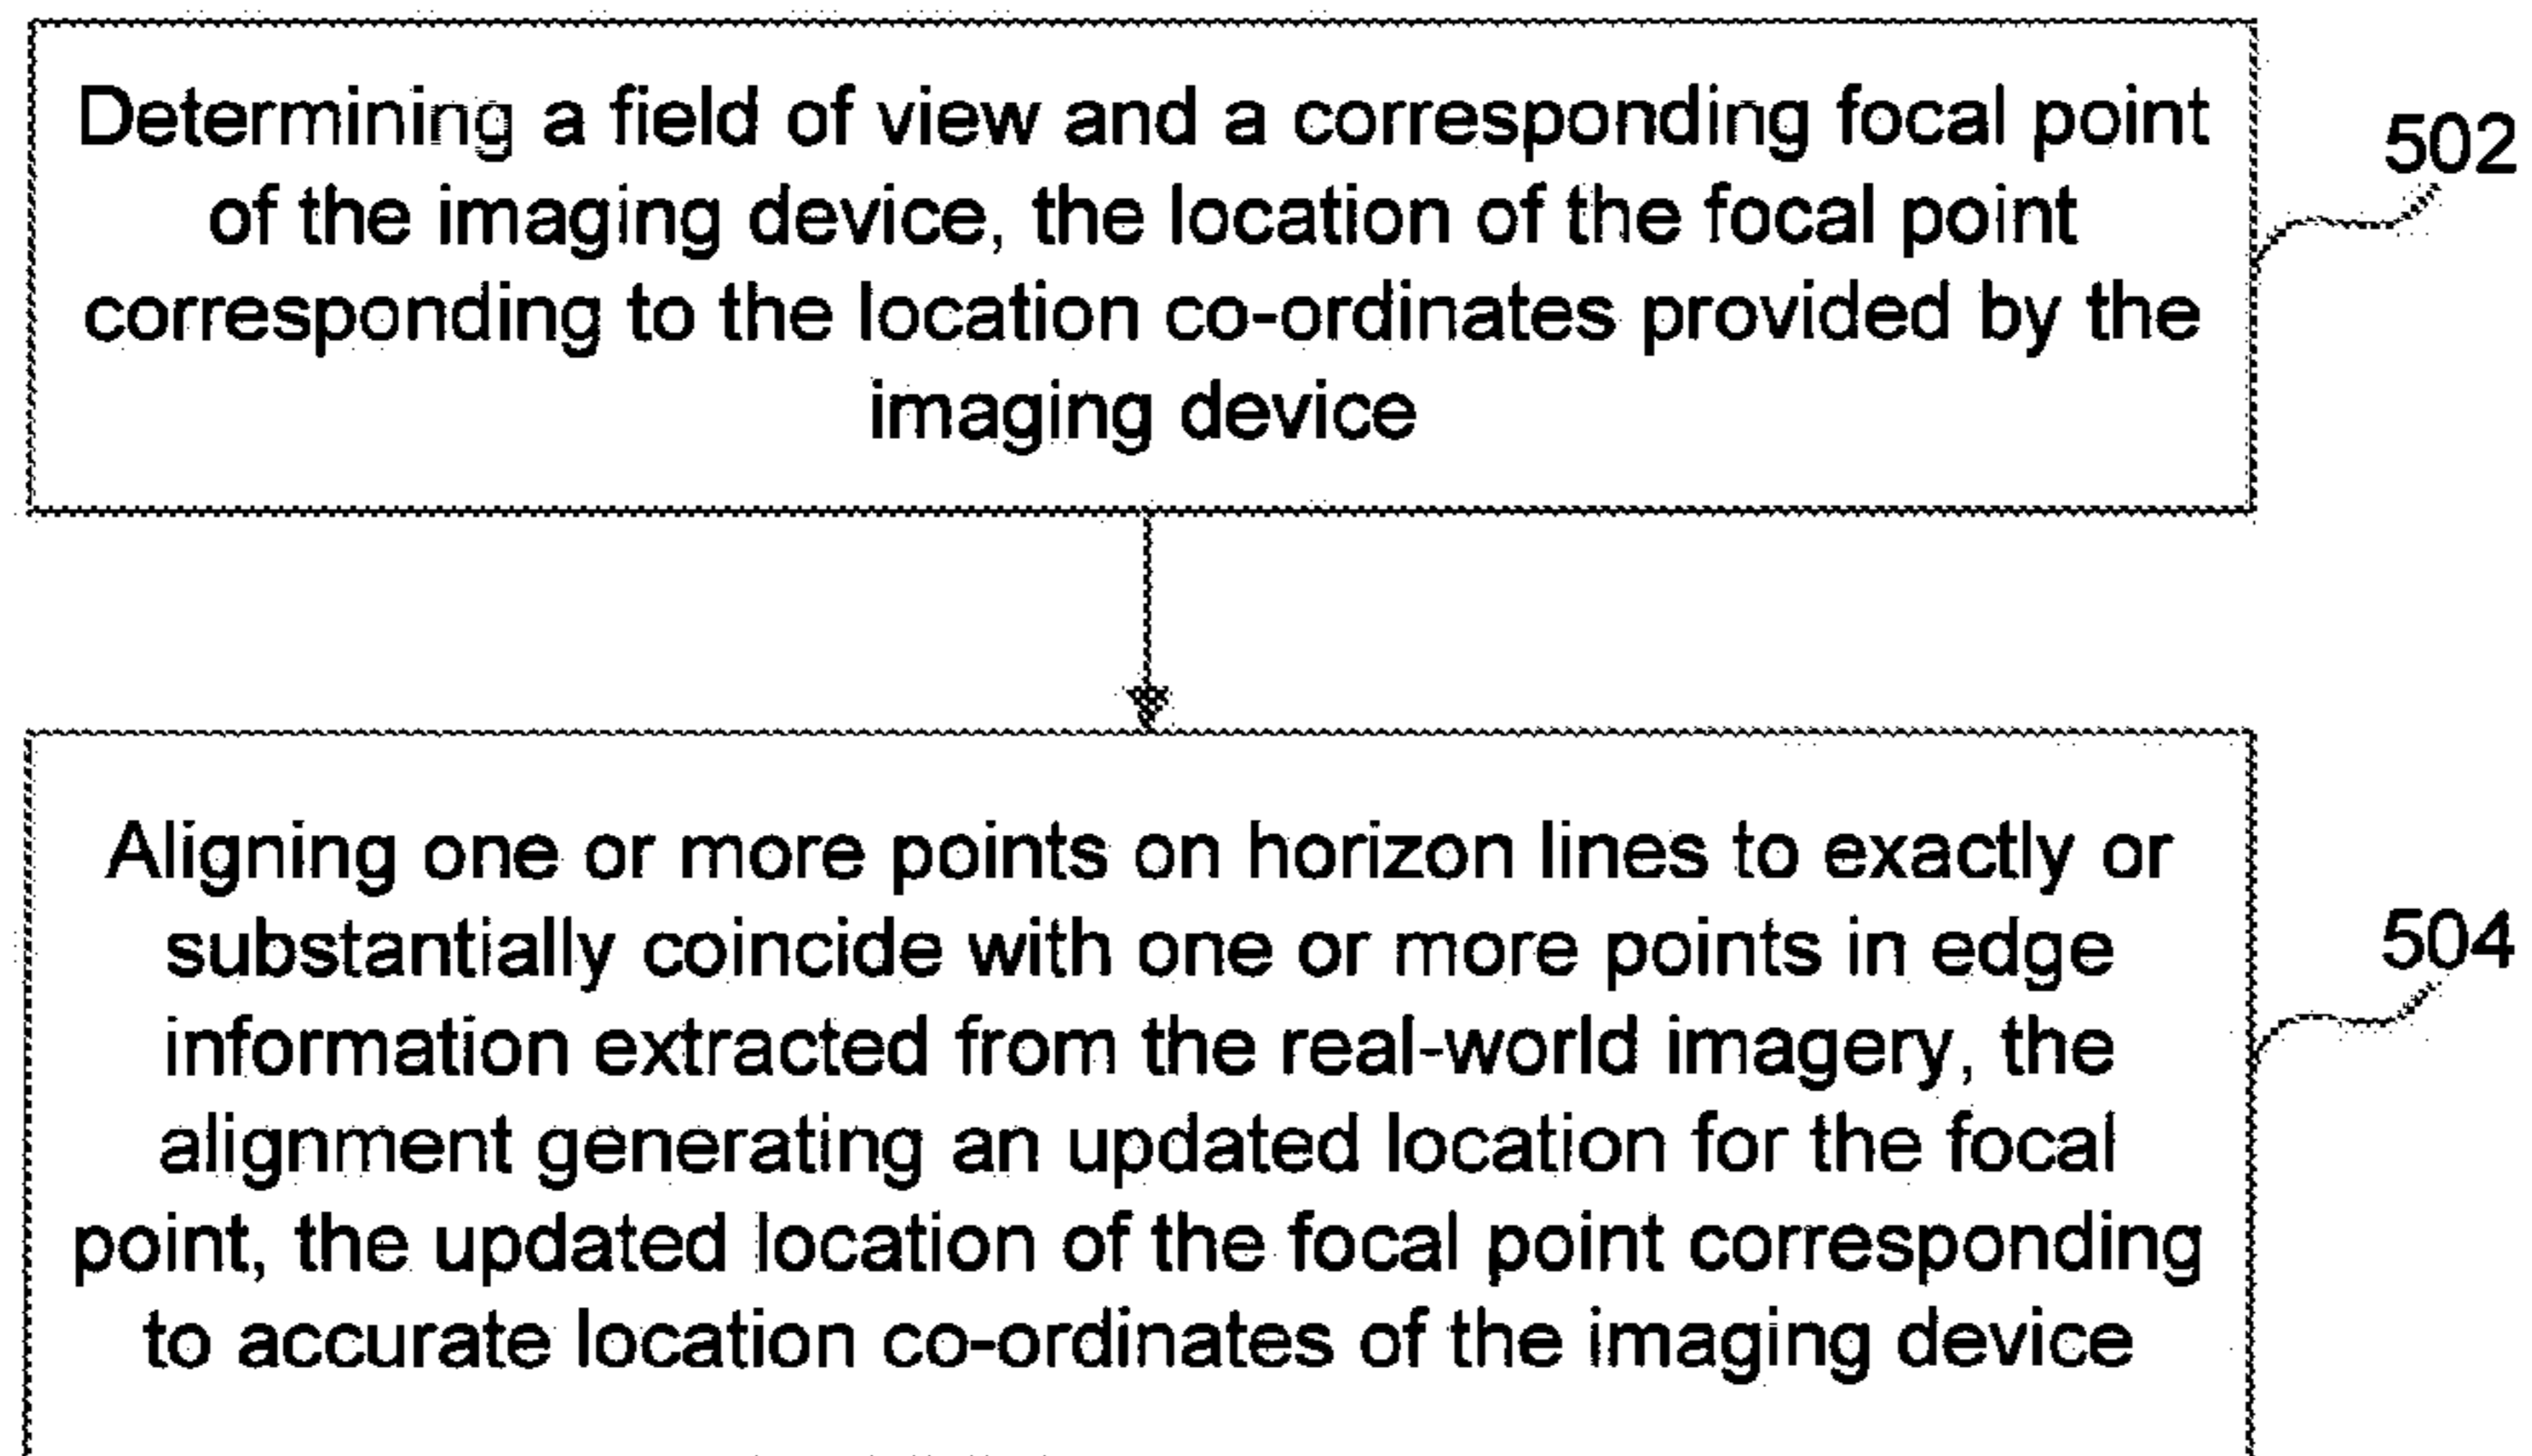 Determining a field of view and a corresponding focal point
of the imaging device, the location of the focal point
corresponding to the location co-ordinates provided by the
imaging device
502
Aligning one or more points on horizon lines to exactly or
substantially coincide with one or more points in edge
information extracted from the real-world imagery, the
alignment generating an updated location for the focal
point, the updated location of the focal point corresponding
to accurate location co-ordinates of the imaging device
504